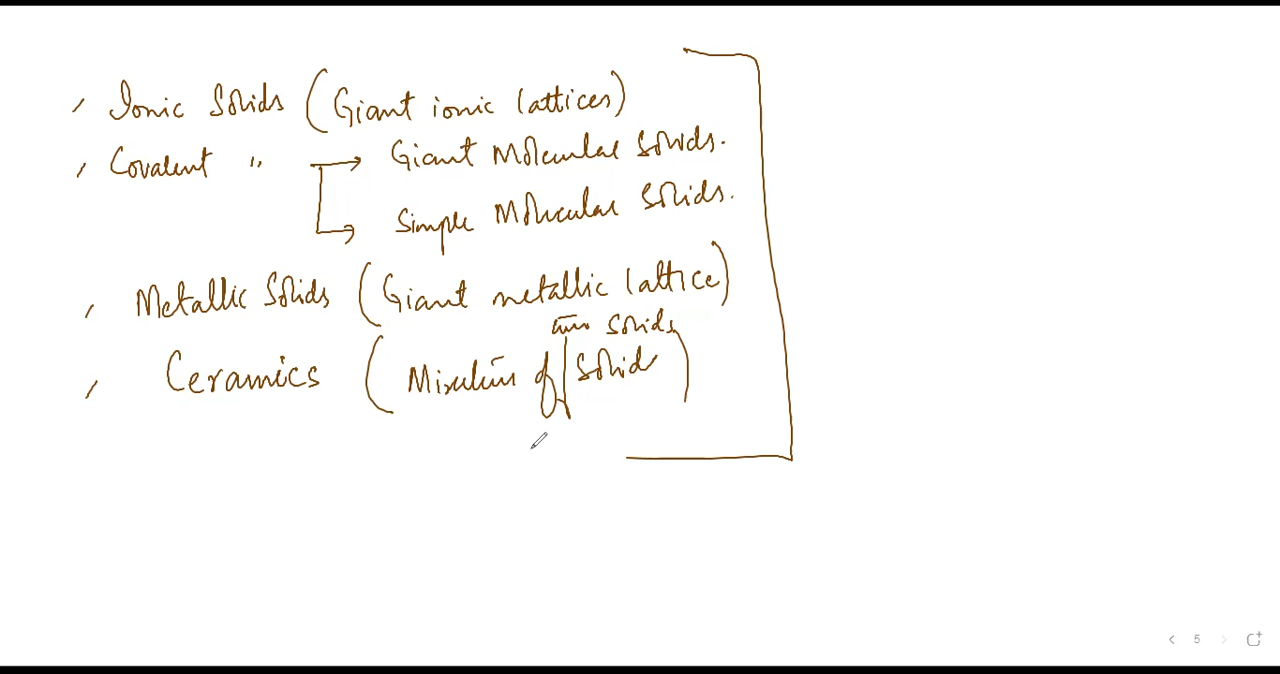 Ionic Solids (Giant ionic lattices)
Covalent " → Giant Molecular Solids.
→ Simple Molecular Solids.
Metallic Solids (Giant metallic lattice)
two solids
Ceramics (Mixture of solid)
5